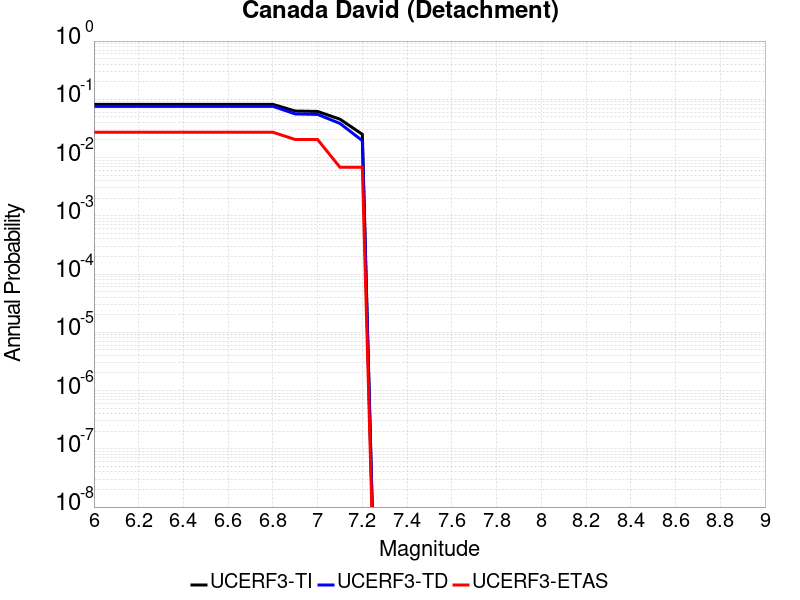 Canada David (Detachment)
10^0
10^-1
10^-2
10^-3
10^-4
10^-5
10^-6
10^-7
10^-8
Annual Probability
6 6.2 6.4 6.6 6.8 7 7.2 7.4 7.6 7.8 8 8.2 8.4 8.6 8.8 9
Magnitude
UCERF3-TI UCERF3-TD UCERF3-ETAS